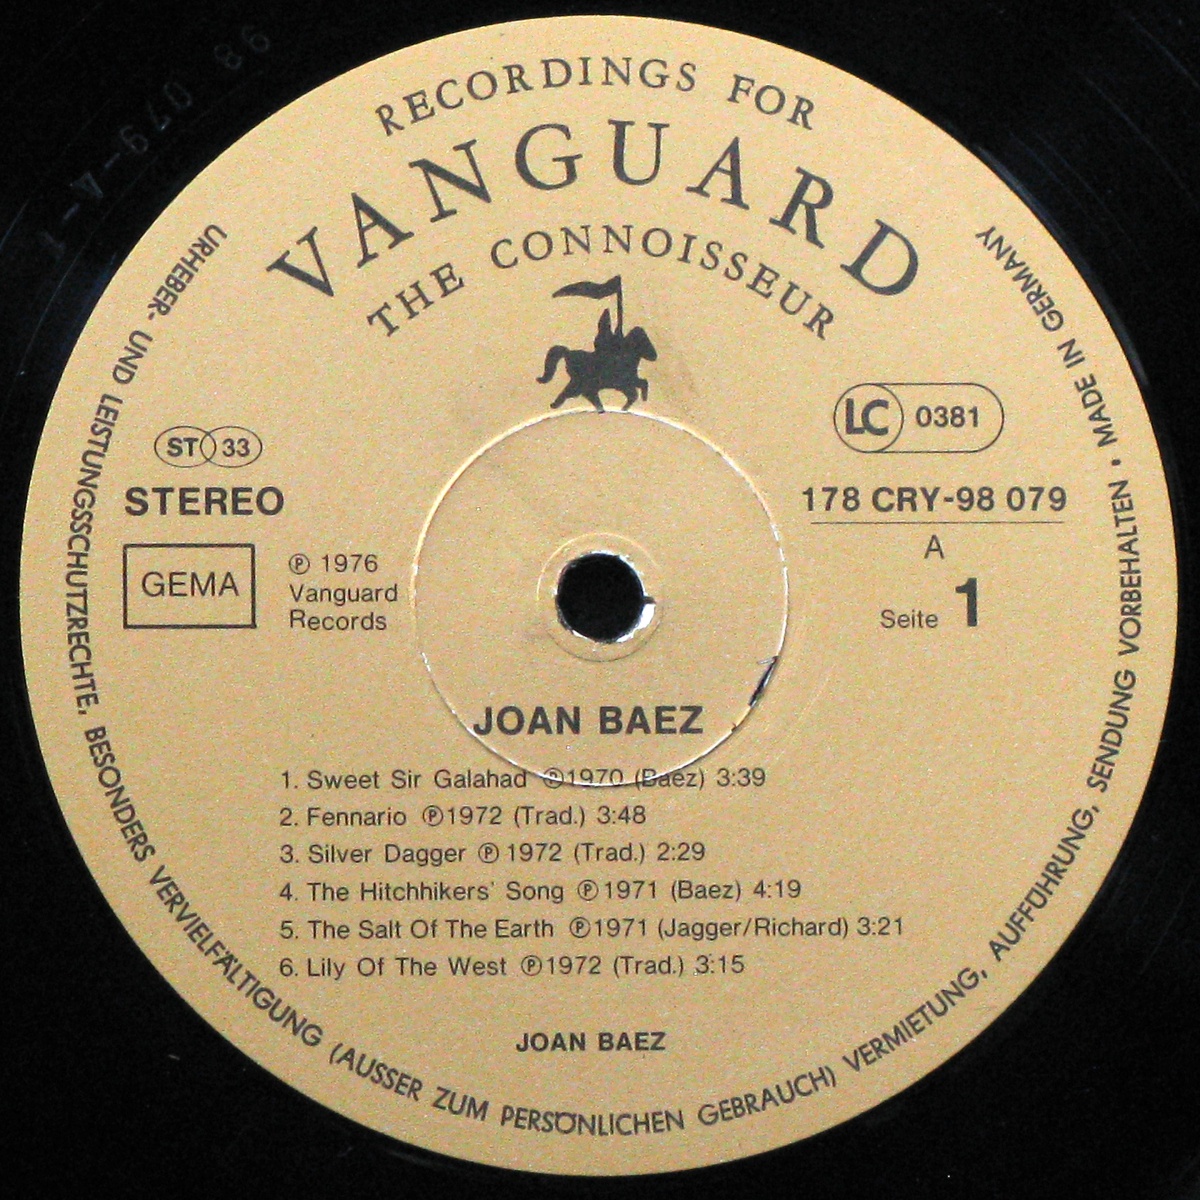 RECORDINGS FOR
VANGUARD
THE CONNOISSEUR
ST 33
STEREO
GEMA
℗ 1976
Vanguard
Records
LC 0381
178 CRY-98 079
A
Seite 1
JOAN BAEZ
1. Sweet Sir Galahad ℗1970 (Baez) 3:39
2. Fennario ℗1972 (Trad.) 3:48
3. Silver Dagger ℗1972 (Trad.) 2:29
4. The Hitchhikers' Song ℗1971 (Baez) 4:19
5. The Salt Of The Earth ℗1971 (Jagger/Richard) 3:21
6. Lily Of The West ℗1972 (Trad.) 3:15
JOAN BAEZ
URHEBER- UND LEISTUNGSSCHUTZRECHTE, BESONDERS VERVIELFÄLTIGUNG (AUSSER ZUM PERSÖNLICHEN GEBRAUCH) VERMIETUNG, AUFFÜHRUNG, SENDUNG VORBEHALTEN • MADE IN GERMANY
98 079-4-1